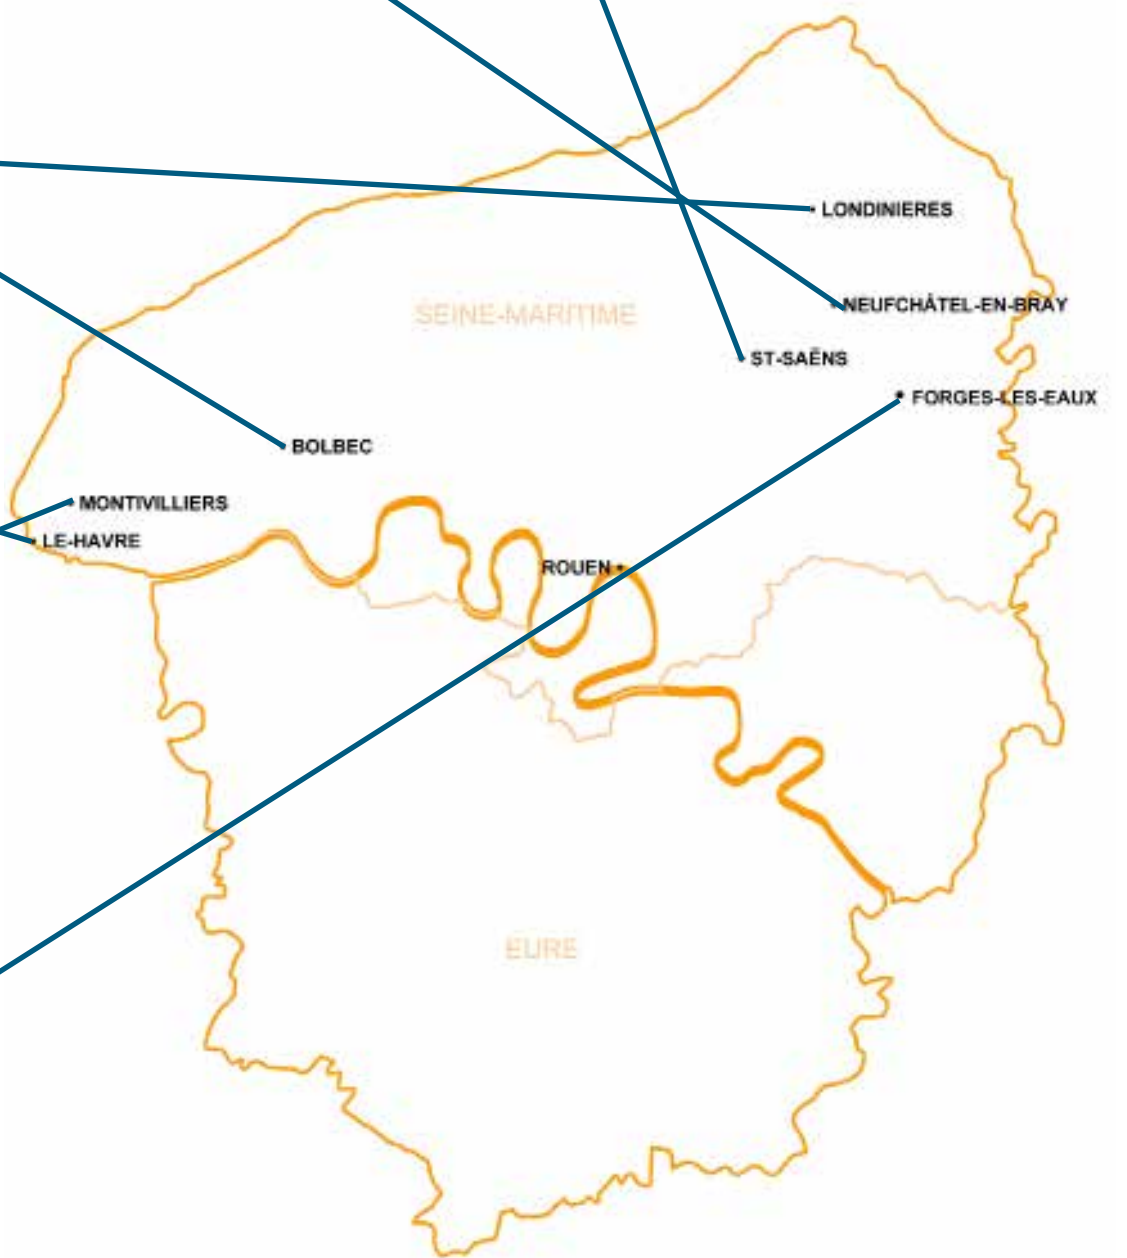 LONDINIERES
NEUFCHÂTEL-EN-BRAY
SEINE-MARITIME
ST-SAËNS
FORGES-LES-EAUX
BOLBEC
MONTIVILLIERS
LE-HAVRE
ROUEN
EURE